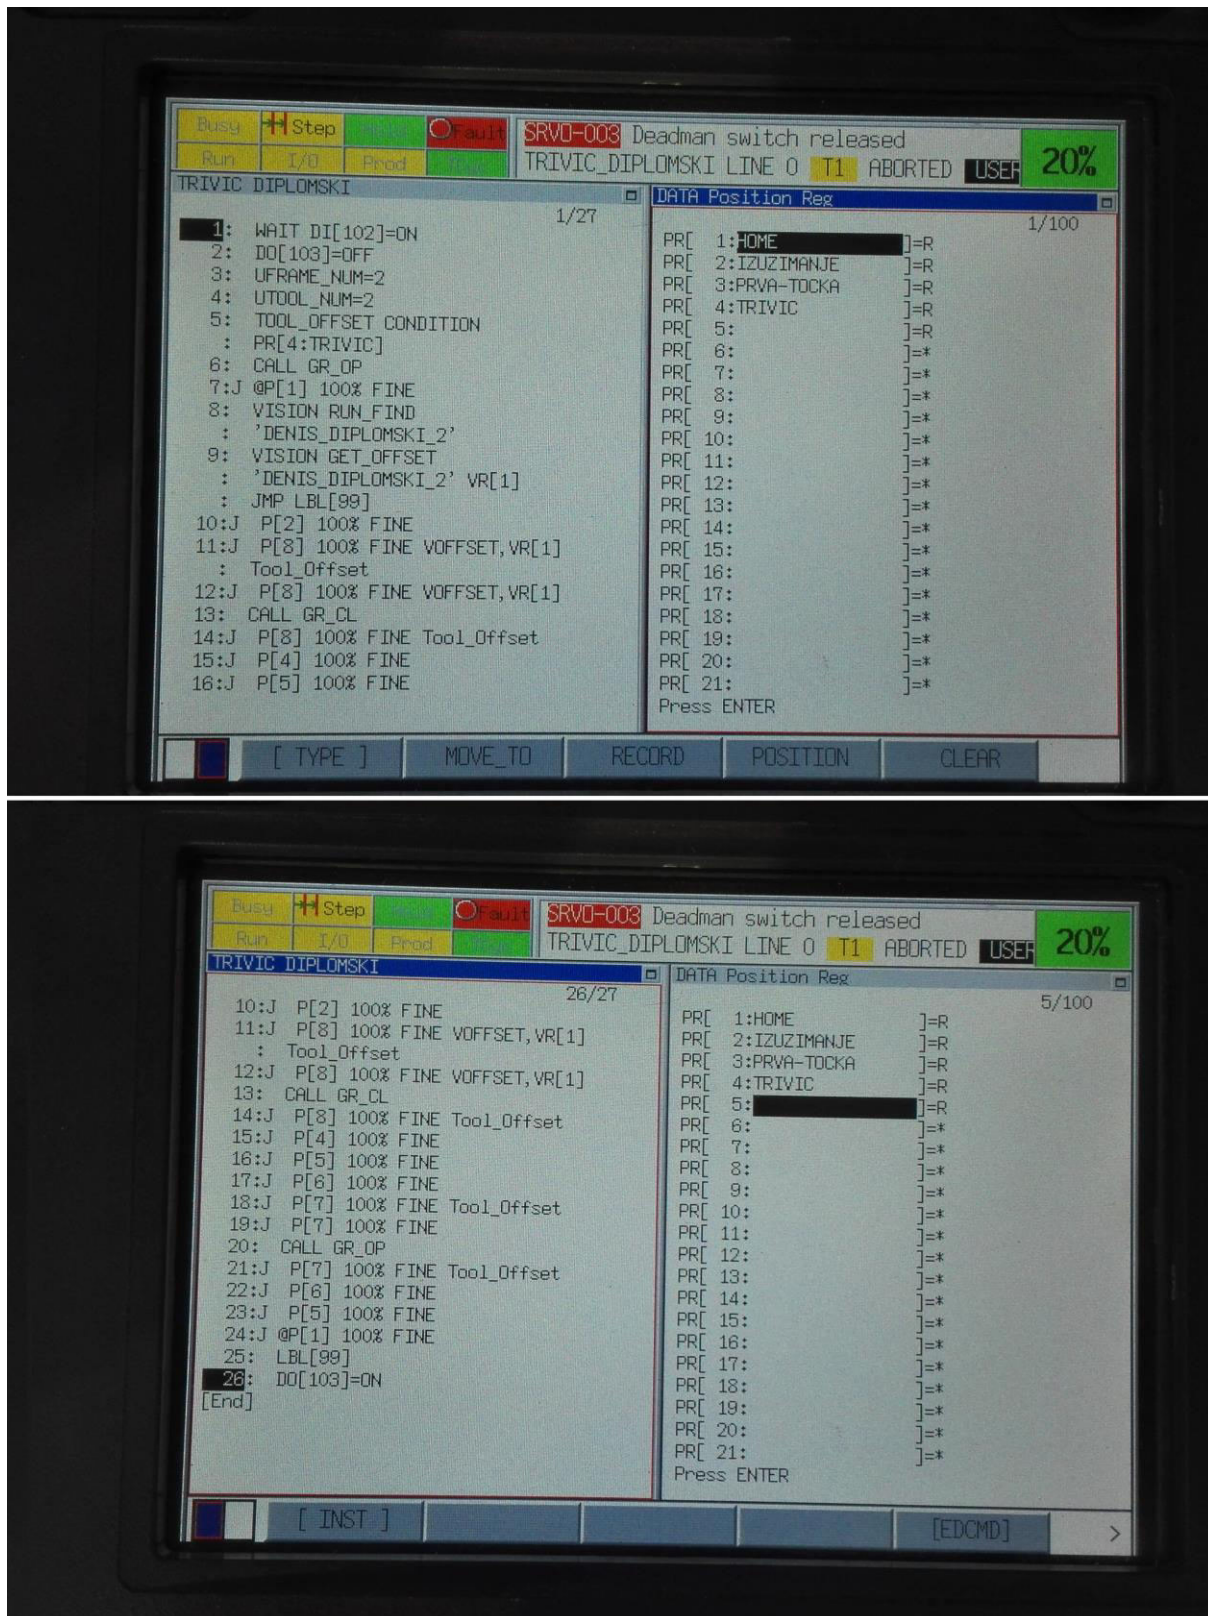 Busy Step Fault SRVO-003 Deadman switch released
Run I/O Prod TRIVIC_DIPLOMSKI LINE 0 T1 ABORTED USER 20%
TRIVIC DIPLOMSKI
1/27
1: WAIT DI[102]=ON
2: DO[103]=OFF
3: UFRAME_NUM=2
4: UTOOL_NUM=2
5: TOOL_OFFSET CONDITION
: PR[4:TRIVIC]
6: CALL GR_OP
7:J @P[1] 100% FINE
8: VISION RUN_FIND
: 'DENIS_DIPLOMSKI_2'
9: VISION GET_OFFSET
: 'DENIS_DIPLOMSKI_2' VR[1]
: JMP LBL[99]
10:J P[2] 100% FINE
11:J P[8] 100% FINE VOFFSET,VR[1]
: Tool_Offset
12:J P[8] 100% FINE VOFFSET,VR[1]
13: CALL GR_CL
14:J P[8] 100% FINE Tool_Offset
15:J P[4] 100% FINE
16:J P[5] 100% FINE
DATA Position Reg
1/100
PR[ 1:HOME ]=R
PR[ 2:IZUZIMANJE ]=R
PR[ 3:PRVA-TOCKA ]=R
PR[ 4:TRIVIC ]=R
PR[ 5: ]=R
PR[ 6: ]=*
PR[ 7: ]=*
PR[ 8: ]=*
PR[ 9: ]=*
PR[ 10: ]=*
PR[ 11: ]=*
PR[ 12: ]=*
PR[ 13: ]=*
PR[ 14: ]=*
PR[ 15: ]=*
PR[ 16: ]=*
PR[ 17: ]=*
PR[ 18: ]=*
PR[ 19: ]=*
PR[ 20: ]=*
PR[ 21: ]=*
Press ENTER
[ TYPE ] MOVE_TO RECORD POSITION CLEAR
Busy Step Fault SRVO-003 Deadman switch released
Run I/O Prod TRIVIC_DIPLOMSKI LINE 0 T1 ABORTED USER 20%
TRIVIC DIPLOMSKI
26/27
10:J P[2] 100% FINE
11:J P[8] 100% FINE VOFFSET,VR[1]
: Tool_Offset
12:J P[8] 100% FINE VOFFSET,VR[1]
13: CALL GR_CL
14:J P[8] 100% FINE Tool_Offset
15:J P[4] 100% FINE
16:J P[5] 100% FINE
17:J P[6] 100% FINE
18:J P[7] 100% FINE Tool_Offset
19:J P[7] 100% FINE
20: CALL GR_OP
21:J P[7] 100% FINE Tool_Offset
22:J P[6] 100% FINE
23:J P[5] 100% FINE
24:J @P[1] 100% FINE
25: LBL[99]
26: DO[103]=ON
[End]
DATA Position Reg
5/100
PR[ 1:HOME ]=R
PR[ 2:IZUZIMANJE ]=R
PR[ 3:PRVA-TOCKA ]=R
PR[ 4:TRIVIC ]=R
PR[ 5: ]=R
PR[ 6: ]=*
PR[ 7: ]=*
PR[ 8: ]=*
PR[ 9: ]=*
PR[ 10: ]=*
PR[ 11: ]=*
PR[ 12: ]=*
PR[ 13: ]=*
PR[ 14: ]=*
PR[ 15: ]=*
PR[ 16: ]=*
PR[ 17: ]=*
PR[ 18: ]=*
PR[ 19: ]=*
PR[ 20: ]=*
PR[ 21: ]=*
Press ENTER
[ INST ] [EDCMD] >